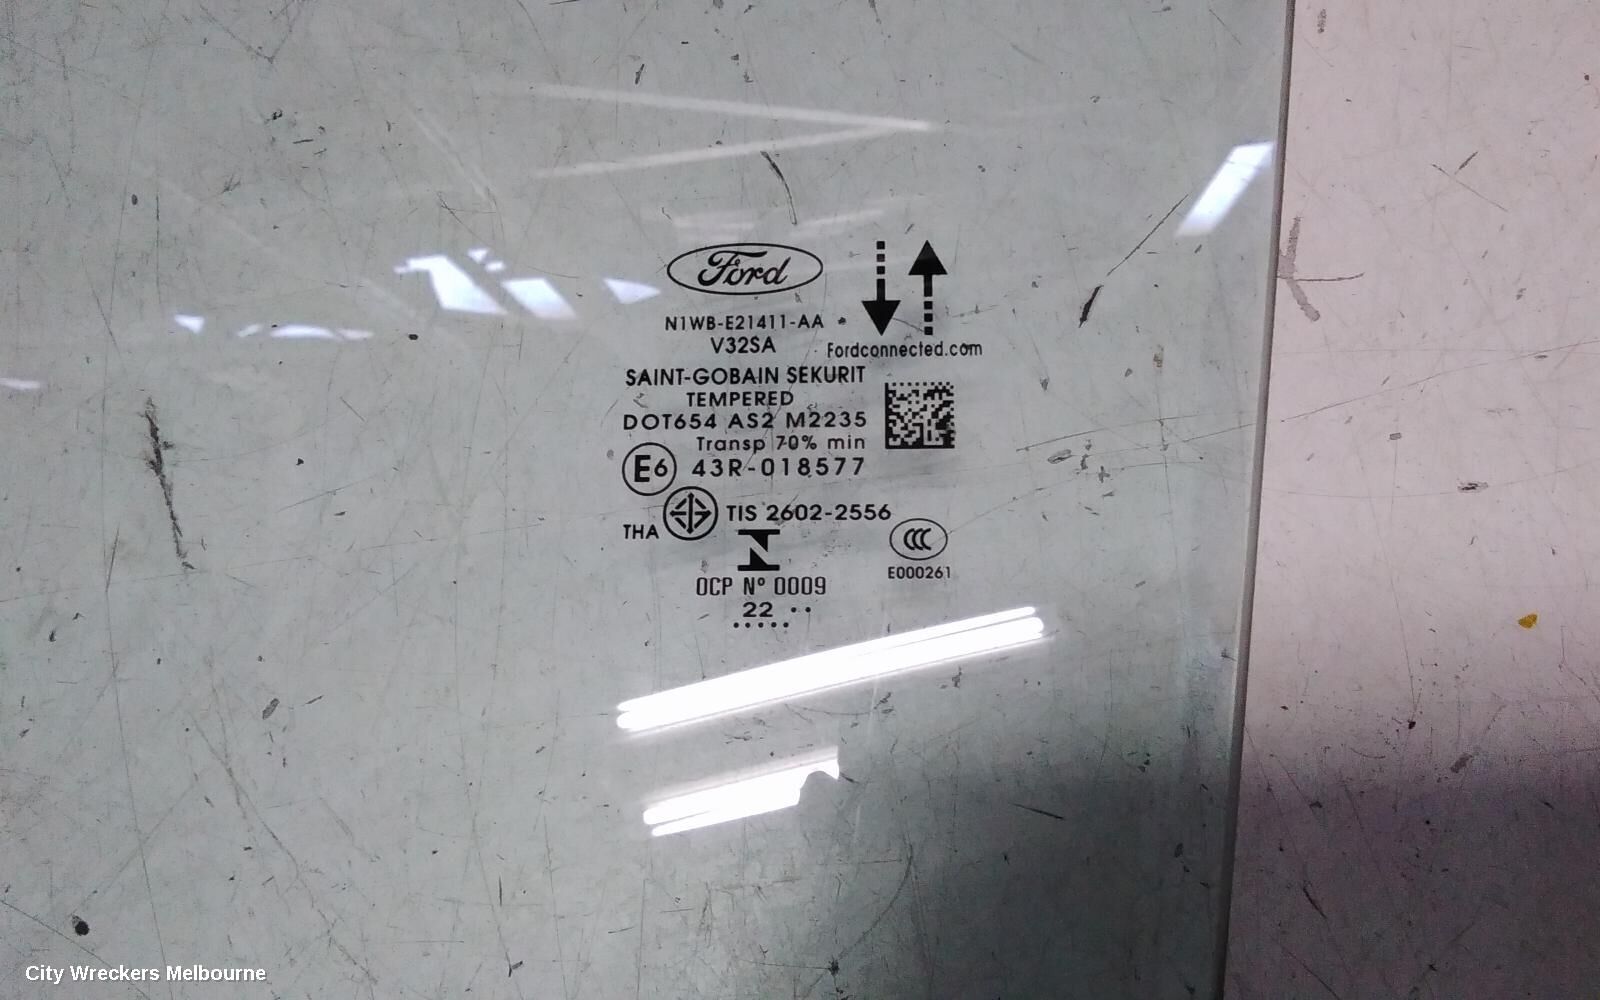 Ford
N1WB-E21411-AA
V32SA
Fordconnected.com
SAINT-GOBAIN SEKURIT
TEMPERED
DOT654 AS2 M2235
Transp 70% min
E6 43R-018577
THA TIS 2602-2556
CCC
E000261
OCP Nº 0009
22 ..
.....
City Wreckers Melbourne